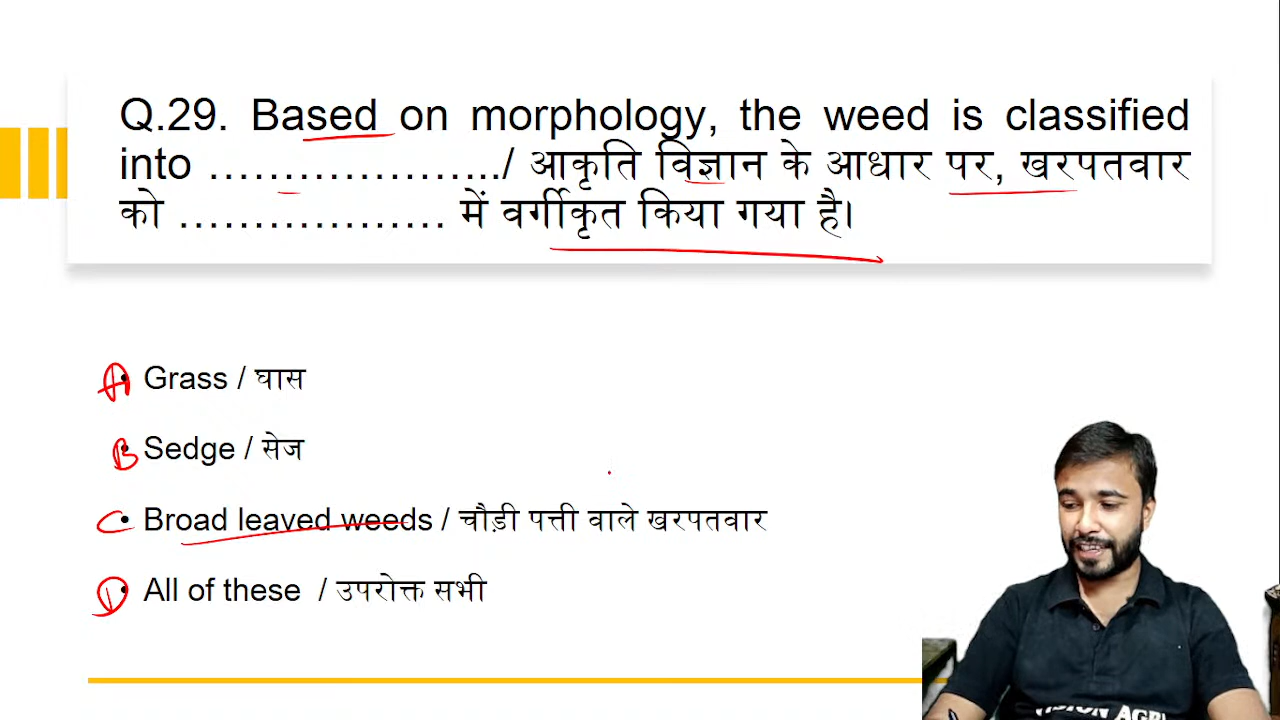 Q.29. Based on morphology, the weed is classified
into …………………../ आकृति विज्ञान के आधार पर, खरपतवार
को ………………… में वर्गीकृत किया गया है।
A Grass / घास
B Sedge / सेज
C Broad leaved weeds / चौड़ी पत्ती वाले खरपतवार
D All of these / उपरोक्त सभी